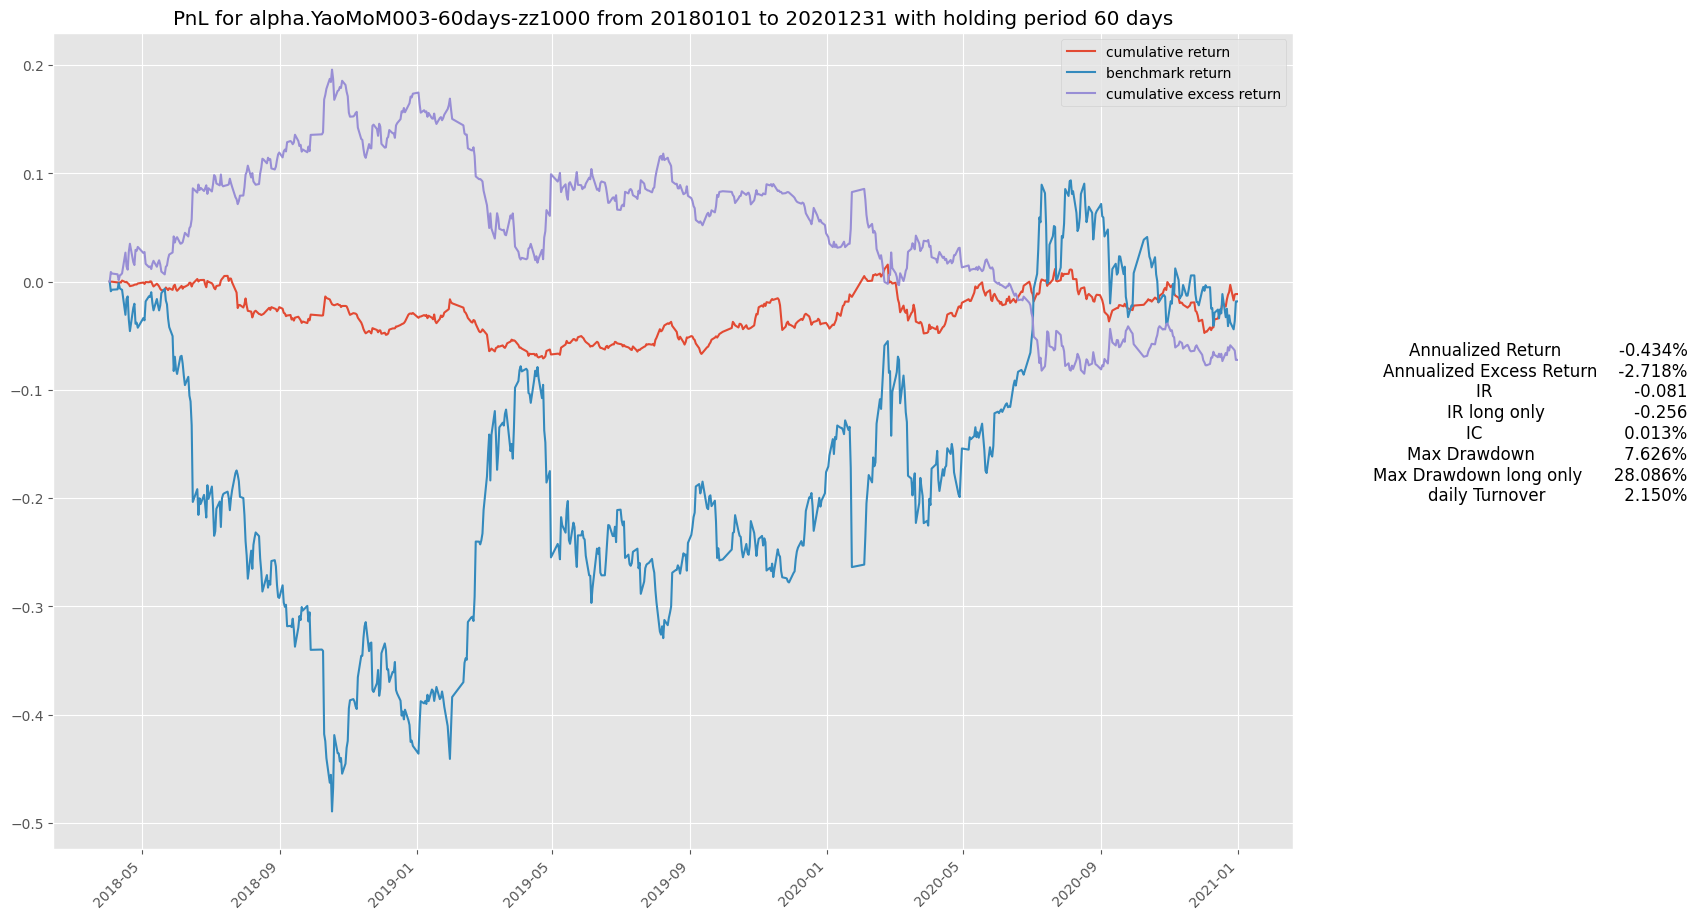 PnL for alpha.YaoMoM003-60days-zz1000 from 20180101 to 20201231 with holding period 60 days
cumulative return
benchmark return
cumulative excess return
0.2
0.1
0.0
−0.1
−0.2
−0.3
−0.4
−0.5
Annualized Return -0.434%
Annualized Excess Return -2.718%
IR -0.081
IR long only -0.256
IC 0.013%
Max Drawdown 7.626%
Max Drawdown long only 28.086%
daily Turnover 2.150%
2018-05
2018-09
2019-01
2019-05
2019-09
2020-01
2020-05
2020-09
2021-01